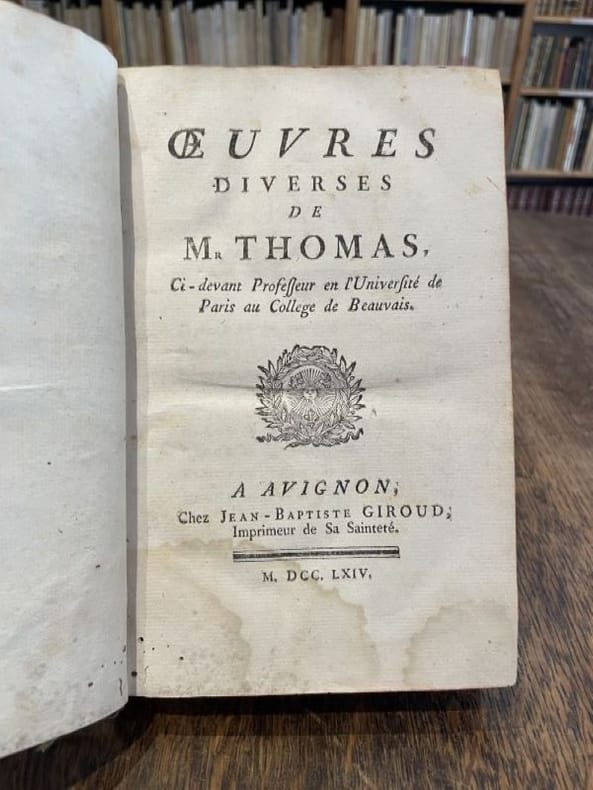 ŒUVRES
DIVERSES
DE
MR THOMAS,
Ci-devant Profeſſeur en l'Univerſité de
Paris au College de Beauvais.
A AVIGNON,
Chez JEAN-BAPTISTE GIROUD,
Imprimeur de Sa Sainteté.
M. DCC. LXIV.